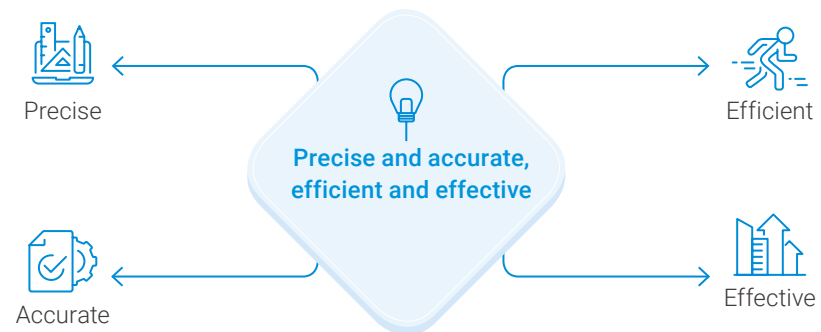 Precise
Efficient
Precise and accurate,
efficient and effective
Accurate
Effective